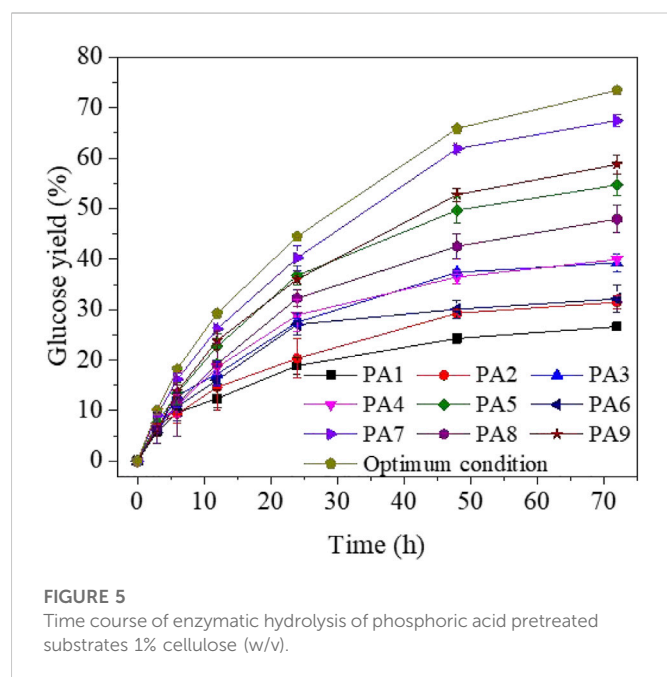 80
70
60
50
40
30
20
10
0
Glucose yield (%)
PA1 PA2 PA3
PA4 PA5 PA6
PA7 PA8 PA9
Optimum condition
0 10 20 30 40 50 60 70
Time (h)
FIGURE 5
Time course of enzymatic hydrolysis of phosphoric acid pretreated
substrates 1% cellulose (w/v).